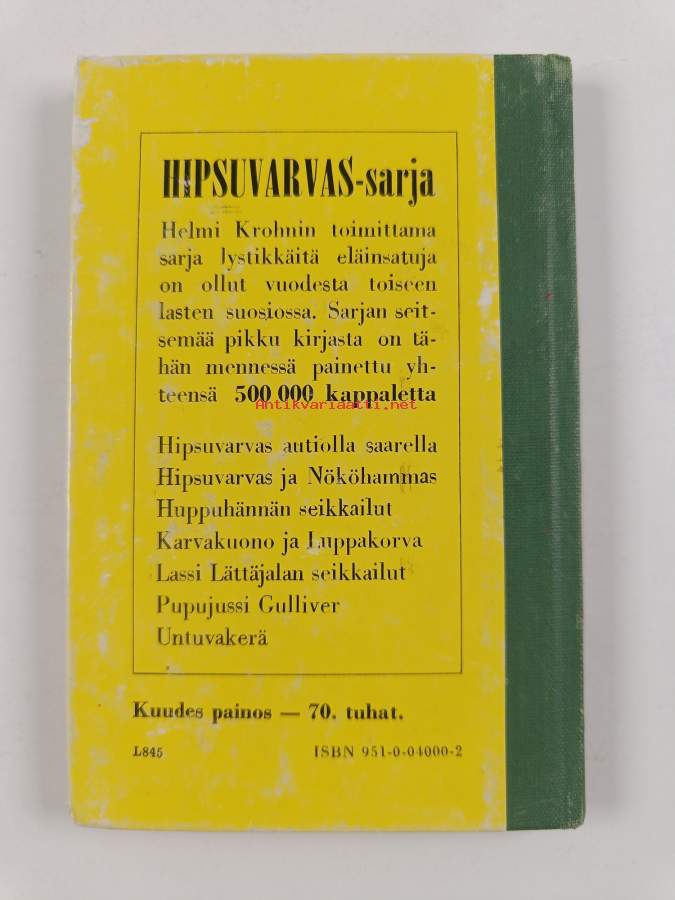 HIPSUVARVAS-sarja
Helmi Krohnin toimittama
sarja lystikkäitä eläinsatuja
on ollut vuodesta toiseen
lasten suosiossa. Sarjan seit-
semää pikku kirjasta on tä-
hän mennessä painettu yh-
teensä 500 000 kappaletta
Antikvariaatti.net
Hipsuvarvas autiolla saarella
Hipsuvarvas ja Nököhammas
Huppuhännän seikkailut
Karvakuono ja Luppakorva
Lassi Lättäjalan seikkailut
Pupujussi Gulliver
Untuvakerä
Kuudes painos — 70. tuhat.
L845 ISBN 951-0-04000-2